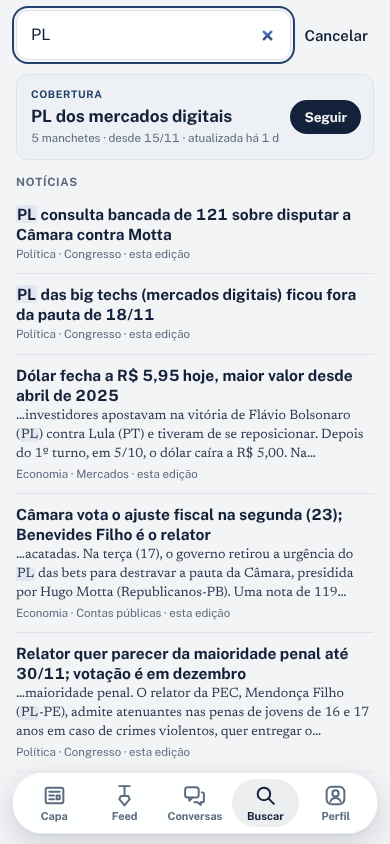 PL
Cancelar
COBERTURA
PL dos mercados digitais
5 manchetes · desde 15/11 · atualizada há 1 d
Seguir
NOTÍCIAS
PL consulta bancada de 121 sobre disputar a
Câmara contra Motta
Política · Congresso · esta edição
PL das big techs (mercados digitais) ficou fora
da pauta de 18/11
Política · Congresso · esta edição
Dólar fecha a R$ 5,95 hoje, maior valor desde
abril de 2025
...investidores apostavam na vitória de Flávio Bolsonaro
(PL) contra Lula (PT) e tiveram de se reposicionar. Depois
do 1º turno, em 5/10, o dólar caíra a R$ 5,00. Na...
Economia · Mercados · esta edição
Câmara vota o ajuste fiscal na segunda (23);
Benevides Filho é o relator
...acatadas. Na terça (17), o governo retirou a urgência do
PL das bets para destravar a pauta da Câmara, presidida
por Hugo Motta (Republicanos-PB). Uma nota de 119...
Economia · Contas públicas · esta edição
Relator quer parecer da maioridade penal até
30/11; votação é em dezembro
...maioridade penal. O relator da PEC, Mendonça Filho
(PL-PE), admite atenuantes nas penas de jovens de 16 e 17
anos em caso de crimes violentos, quer entregar o...
Política · Congresso · esta edição
Capa
Feed
Conversas
Buscar
Perfil